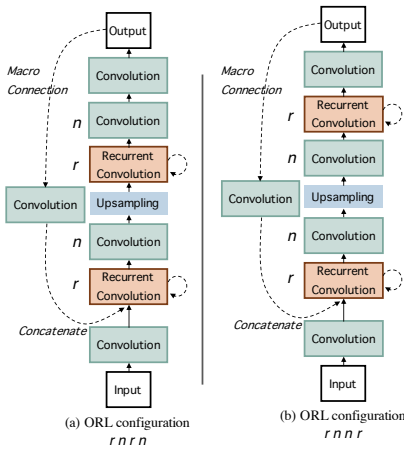 Output
Macro
Connection
Convolution
n
Convolution
r
Recurrent
Convolution
Convolution
Upsampling
n
Convolution
r
Recurrent
Convolution
Concatenate
Convolution
Input
(a) ORL configuration
r n r n
Output
Macro
Connection
Convolution
r
Recurrent
Convolution
n
Convolution
Convolution
Upsampling
n
Convolution
r
Recurrent
Convolution
Concatenate
Convolution
Input
(b) ORL configuration
r n n r